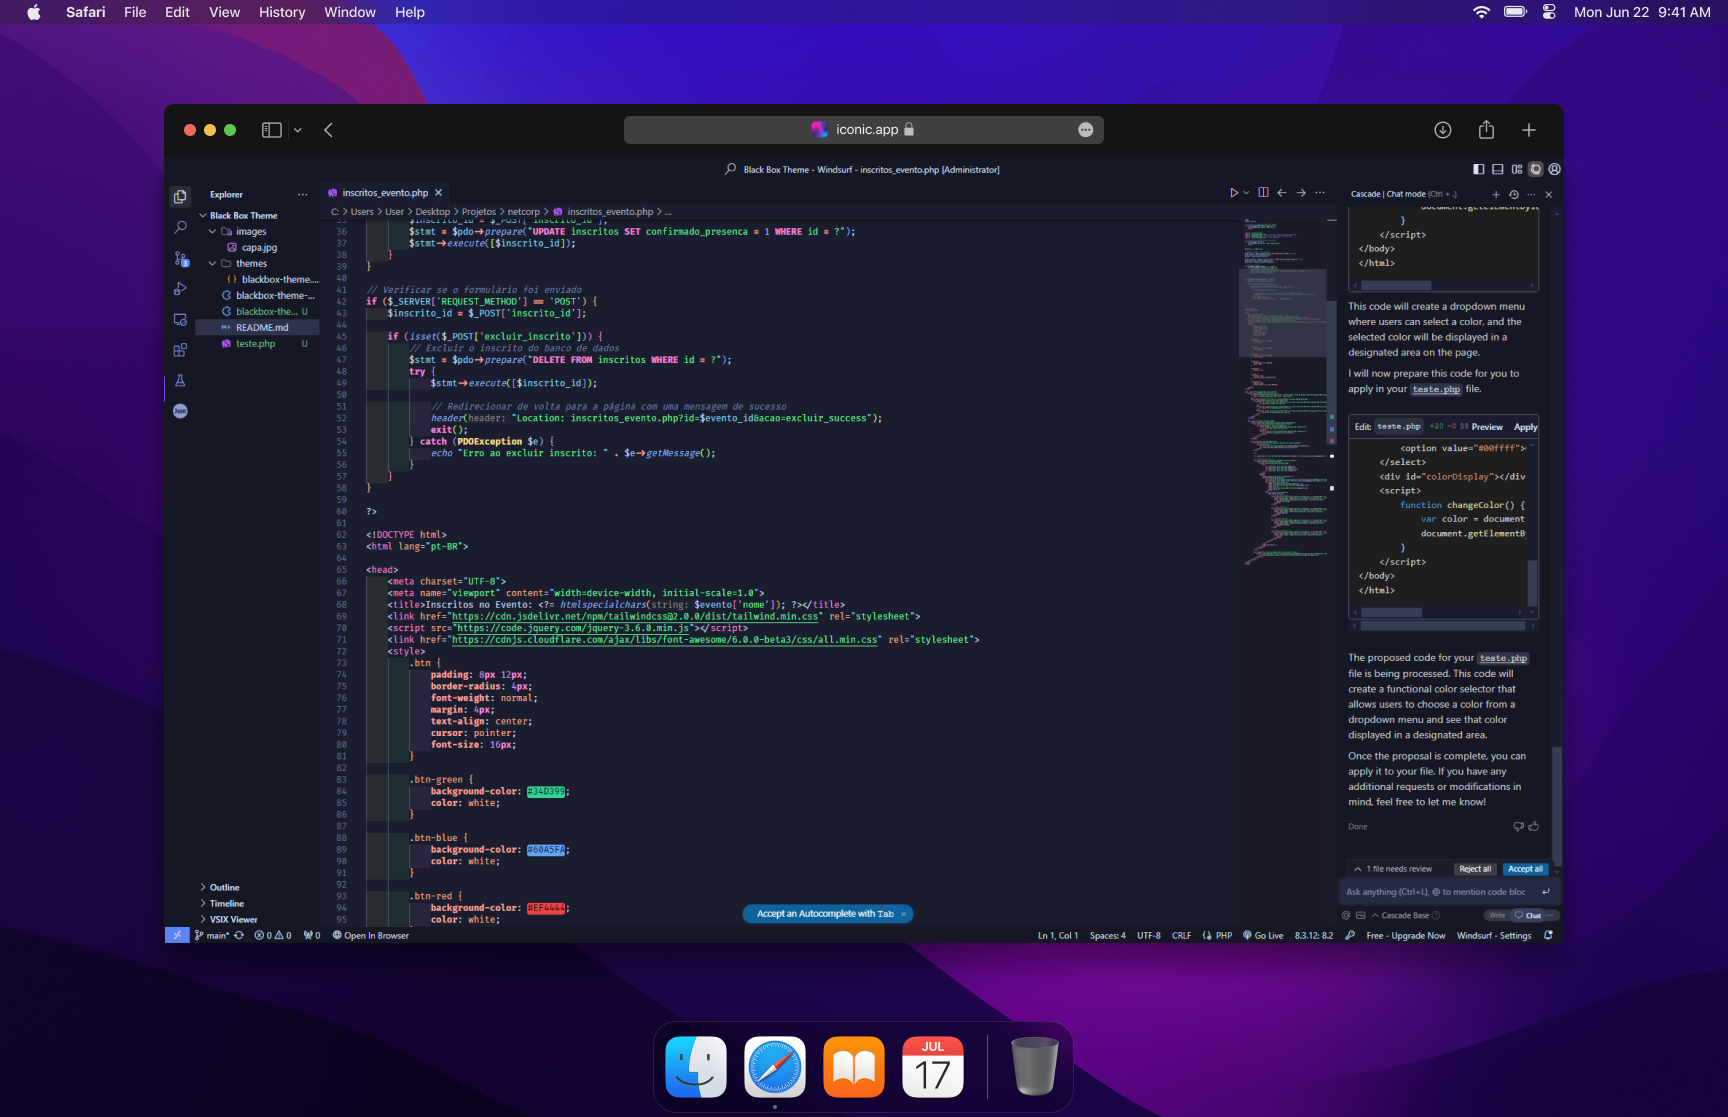 Safari File Edit View History Window Help
Mon Jun 22 9:41 AM
iconic.app
Black Box Theme - Windsurf - inscritos_evento.php [Administrator]
Explorer
Black Box Theme
images
capa.jpg
themes
blackbox-theme....
blackbox-theme-...
blackbox-the... U
README.md
teste.php U
Outline
Timeline
VSIX Viewer
inscritos_evento.php
C: > Users > User > Desktop > Projetos > netcorp > inscritos_evento.php > ...
35 $inscrito_id = $_POST['inscrito_id'];
36 $stmt = $pdo->prepare("UPDATE inscritos SET confirmado_presenca = 1 WHERE id = ?");
37 $stmt->execute([$inscrito_id]);
38 }
39 }
40
41 // Verificar se o formulário foi enviado
42 if ($_SERVER['REQUEST_METHOD'] == 'POST') {
43 $inscrito_id = $_POST['inscrito_id'];
44
45 if (isset($_POST['excluir_inscrito'])) {
46 // Excluir o inscrito do banco de dados
47 $stmt = $pdo->prepare("DELETE FROM inscritos WHERE id = ?");
48 try {
49 $stmt->execute([$inscrito_id]);
50
51 // Redirecionar de volta para a página com uma mensagem de sucesso
52 header(header: "Location: inscritos_evento.php?id=$evento_id&acao=excluir_success");
53 exit();
54 } catch (PDOException $e) {
55 echo "Erro ao excluir inscrito: " . $e->getMessage();
56 }
57 }
58 }
59
60 ?>
61
62 <!DOCTYPE html>
63 <html lang="pt-BR">
64
65 <head>
66 <meta charset="UTF-8">
67 <meta name="viewport" content="width=device-width, initial-scale=1.0">
68 <title>Inscritos no Evento: <?= htmlspecialchars(string: $evento['nome']); ?></title>
69 <link href="https://cdn.jsdelivr.net/npm/tailwindcss@2.0.0/dist/tailwind.min.css" rel="stylesheet">
70 <script src="https://code.jquery.com/jquery-3.6.0.min.js"></script>
71 <link href="https://cdnjs.cloudflare.com/ajax/libs/font-awesome/6.0.0-beta3/css/all.min.css" rel="stylesheet">
72 <style>
73 .btn {
74 padding: 8px 12px;
75 border-radius: 4px;
76 font-weight: normal;
77 margin: 4px;
78 text-align: center;
79 cursor: pointer;
80 font-size: 16px;
81 }
82
83 .btn-green {
84 background-color: #34D399;
85 color: white;
86 }
87
88 .btn-blue {
89 background-color: #60A5FA;
90 color: white;
91 }
92
93 .btn-red {
94 background-color: #EF4444;
95 color: white;
Accept an Autocomplete with Tab ×
Cascade | Chat mode (Ctrl + .)
document.getElementById
}
</script>
</body>
</html>
This code will create a dropdown menu
where users can select a color, and the
selected color will be displayed in a
designated area on the page.
I will now prepare this code for you to
apply in your teste.php file.
Edit: teste.php +20 -0 38 Preview Apply
<option value="#00ffff">
</select>
<div id="colorDisplay"></div
<script>
function changeColor() {
var color = document
document.getElementB
}
</script>
</body>
</html>
The proposed code for your teste.php
file is being processed. This code will
create a functional color selector that
allows users to choose a color from a
dropdown menu and see that color
displayed in a designated area.
Once the proposal is complete, you can
apply it to your file. If you have any
additional requests or modifications in
mind, feel free to let me know!
Done
1 file needs review Reject all Accept all
Ask anything (Ctrl+L), @ to mention code bloc
Cascade Base Write Chat
main* 0 0 0 Open In Browser
Ln 1, Col 1 Spaces: 4 UTF-8 CRLF PHP Go Live 8.3.12: 8.2 Free - Upgrade Now Windsurf - Settings
JUL
17